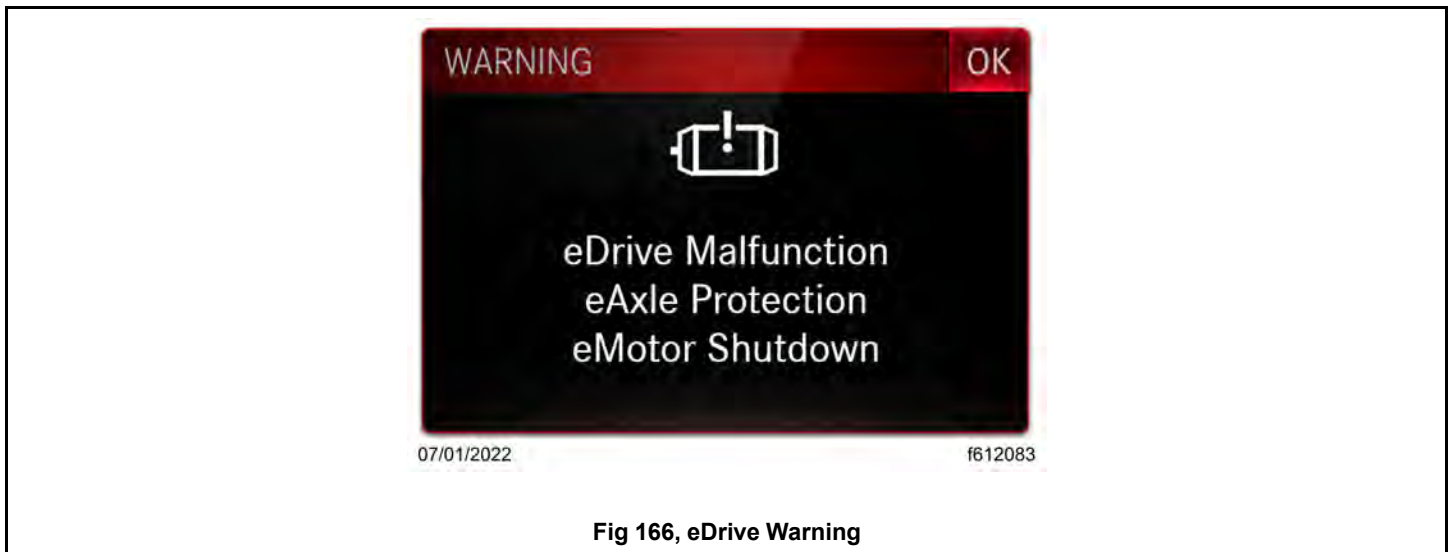 WARNING OK
eDrive Malfunction
eAxle Protection
eMotor Shutdown
07/01/2022 f612083
Fig 166, eDrive Warning